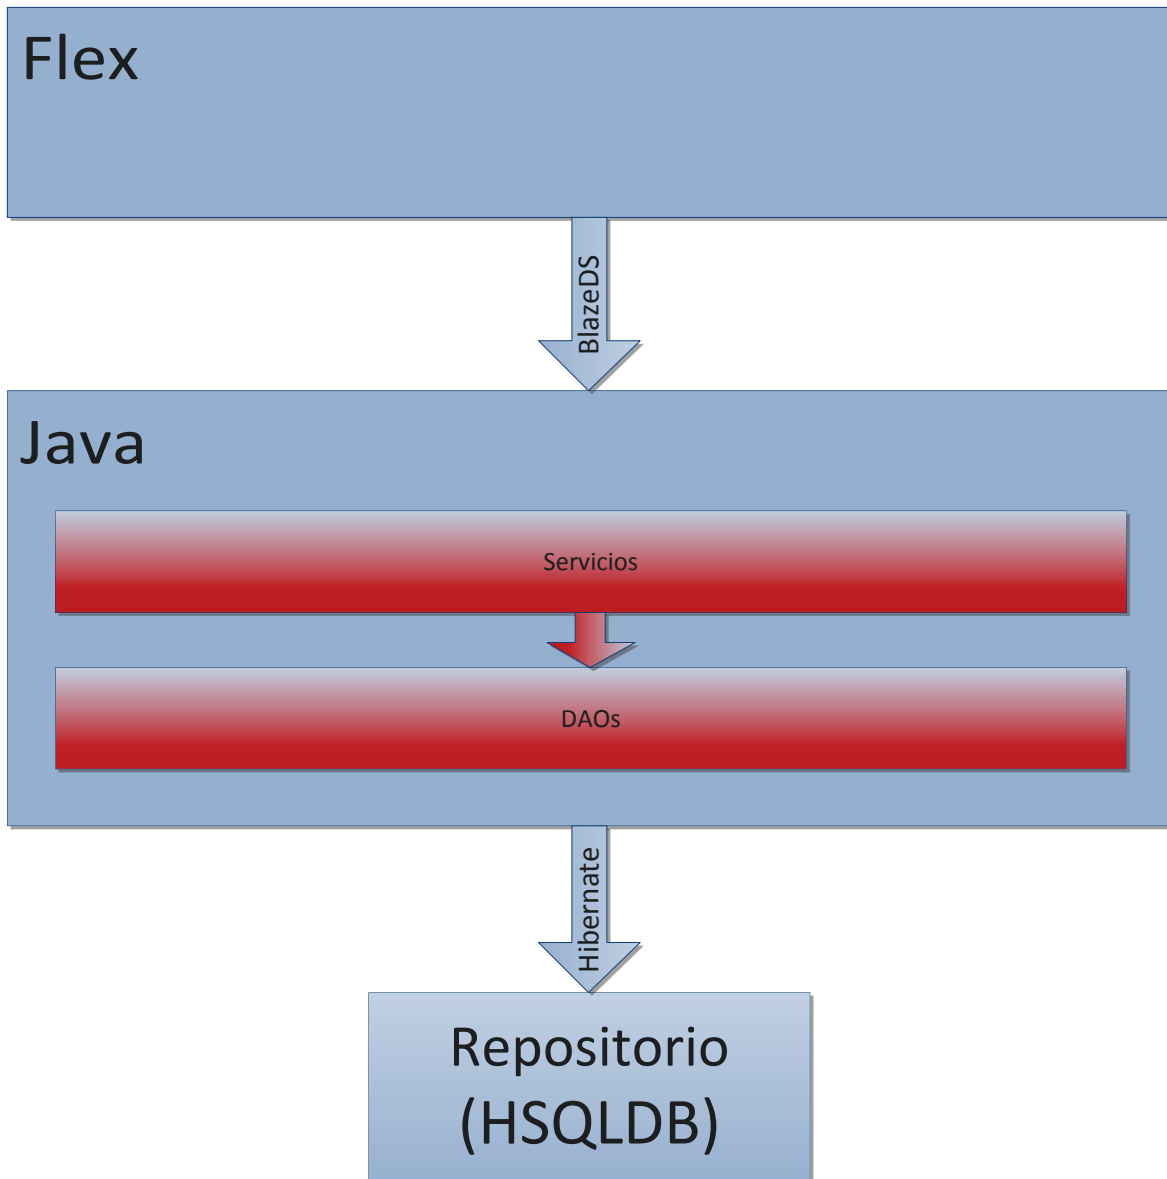 Flex
BlazeDS
Java
Servicios
DAOs
Hibernate
Repositorio
(HSQLDB)